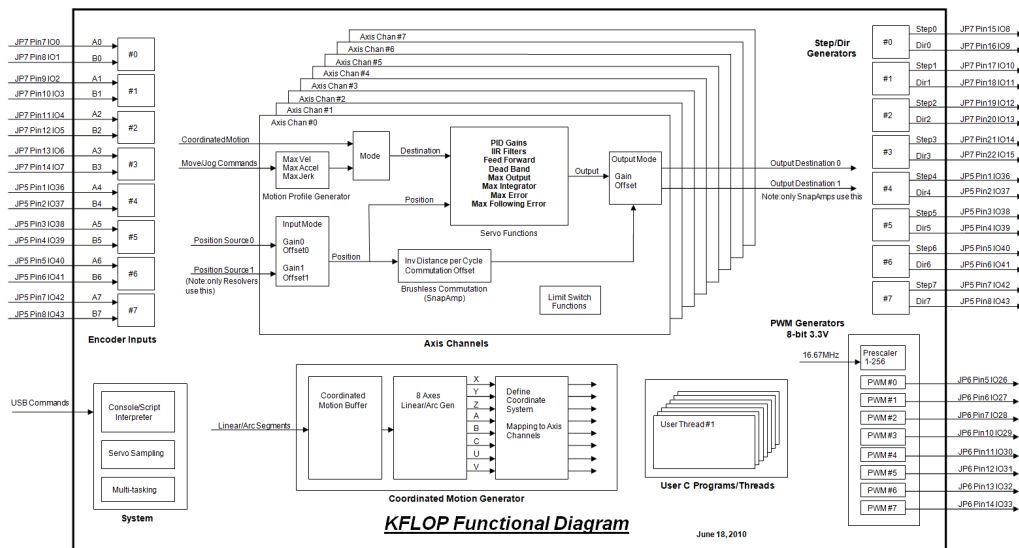 JP7 Pin7 IO0
A0
JP7 Pin8 IO1
B0
#0
JP7 Pin9 IO2
A1
JP7 Pin10 IO3
B1
#1
JP7 Pin11 IO4
A2
JP7 Pin12 IO5
B2
#2
JP7 Pin13 IO6
A3
JP7 Pin14 IO7
B3
#3
JP5 Pin1 IO36
A4
JP5 Pin2 IO37
B4
#4
JP5 Pin3 IO38
A5
JP5 Pin4 IO39
B5
#5
JP5 Pin5 IO40
A6
JP5 Pin6 IO41
B6
#6
JP5 Pin7 IO42
A7
JP5 Pin8 IO43
B7
#7
Encoder Inputs
Axis Chan #7
Axis Chan #6
Axis Chan #5
Axis Chan #4
Axis Chan #3
Axis Chan #2
Axis Chan #1
Axis Chan #0
Coordinated Motion
Move/Jog Commands
Max Vel
Max Accel
Max Jerk
Motion Profile Generator
Mode
Destination
Position
PID Gains
IIR Filters
Feed Forward
Dead Band
Max Output
Max Integrator
Max Error
Max Following Error
Servo Functions
Output
Output Mode
Gain
Offset
Output Destination 0
Output Destination 1
Note:only SnapAmps use this)
Position Source 0
Position Source 1
(Note:only Resolvers
use this)
Input Mode
Gain0
Offset0
Gain1
Offset1
Position
Inv Distance per Cycle
Commutation Offset
Brushless Commutation
(SnapAmp)
Limit Switch
Functions
Axis Channels
Step/Dir
Generators
#0
Step0
JP7 Pin15 IO8
Dir0
JP7 Pin16 IO9
#1
Step1
JP7 Pin17 IO10
Dir1
JP7 Pin18 IO11
#2
Step2
JP7 Pin19 IO12
Dir2
JP7 Pin20 IO13
#3
Step3
JP7 Pin21 IO14
Dir3
JP7 Pin22 IO15
#4
Step4
JP5 Pin1 IO36
Dir4
JP5 Pin2 IO37
#5
Step5
JP5 Pin3 IO38
Dir5
JP5 Pin4 IO39
#6
Step6
JP5 Pin5 IO40
Dir6
JP5 Pin6 IO41
#7
Step7
JP5 Pin7 IO42
Dir7
JP5 Pin8 IO43
PWM Generators
8-bit 3.3V
16.67MHz
Prescaler
1-256
PWM #0
JP6 Pin5 IO26
PWM #1
JP6 Pin6 IO27
PWM #2
JP6 Pin7 IO28
PWM #3
JP6 Pin10 IO29
PWM #4
JP6 Pin11 IO30
PWM #5
JP6 Pin12 IO31
PWM #6
JP6 Pin13 IO32
PWM #7
JP6 Pin14 IO33
USB Commands
Console/Script
Interpreter
Servo Sampling
Multi-tasking
System
Linear/Arc Segments
Coordinated
Motion Buffer
8 Axes
Linear/Arc Gen
X
Y
Z
A
B
C
U
V
Define
Coordinate
System
Mapping to Axis
Channels
Coordinated Motion Generator
User Thread #1
User C Programs/Threads
KFLOP Functional Diagram
June 18, 2010